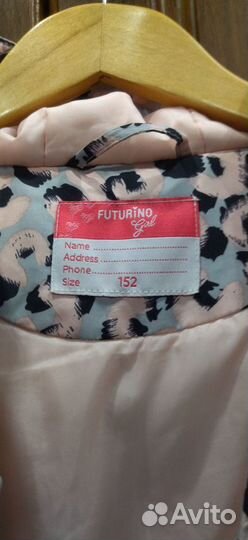 FUTURiNO
Girl
Name
Address
Phone
Size 152
Avito